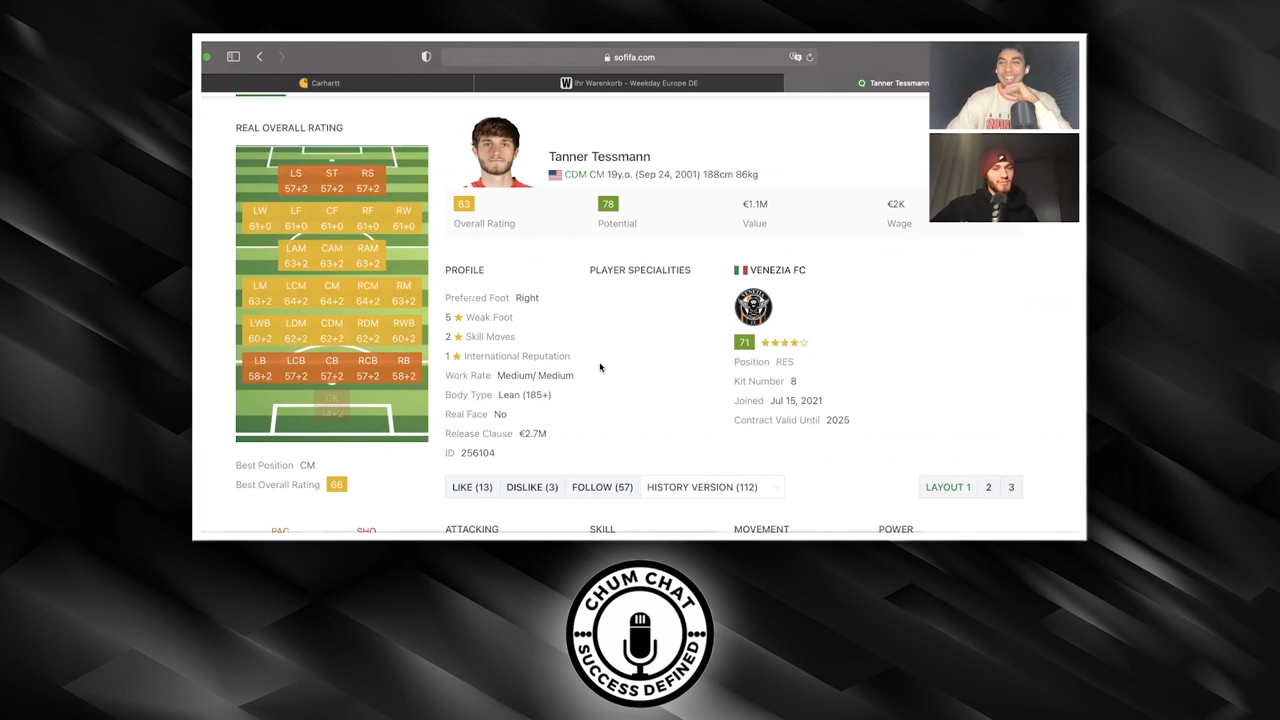 sofifa.com
Carhartt
Ihr Warenkorb – Weekday Europe DE
Tanner Tessmann
REAL OVERALL RATING
LS ST RS
57+2 57+2 57+2
LW LF CF RF RW
61+0 61+0 61+0 61+0 61+0
LAM CAM RAM
63+2 63+2 63+2
LM LCM CM RCM RM
63+2 64+2 64+2 64+2 63+2
LWB LDM CDM RDM RWB
60+2 62+2 62+2 62+2 60+2
LB LCB CB RCB RB
58+2 57+2 57+2 57+2 58+2
GK
14+2
Best Position CM
Best Overall Rating 66
PAC SHO
Tanner Tessmann
CDM CM 19y.o. (Sep 24, 2001) 188cm 86kg
63 78 €1.1M €2K
Overall Rating Potential Value Wage
PROFILE
Preferred Foot Right
5 ★ Weak Foot
2 ★ Skill Moves
1 ★ International Reputation
Work Rate Medium/ Medium
Body Type Lean (185+)
Real Face No
Release Clause €2.7M
ID 256104
PLAYER SPECIALITIES
VENEZIA FC
71 ★★★★☆
Position RES
Kit Number 8
Joined Jul 15, 2021
Contract Valid Until 2025
LIKE (13) DISLIKE (3) FOLLOW (57) HISTORY VERSION (112)
LAYOUT 1 2 3
ATTACKING SKILL MOVEMENT POWER
CHUM CHAT
SUCCESS DEFINED